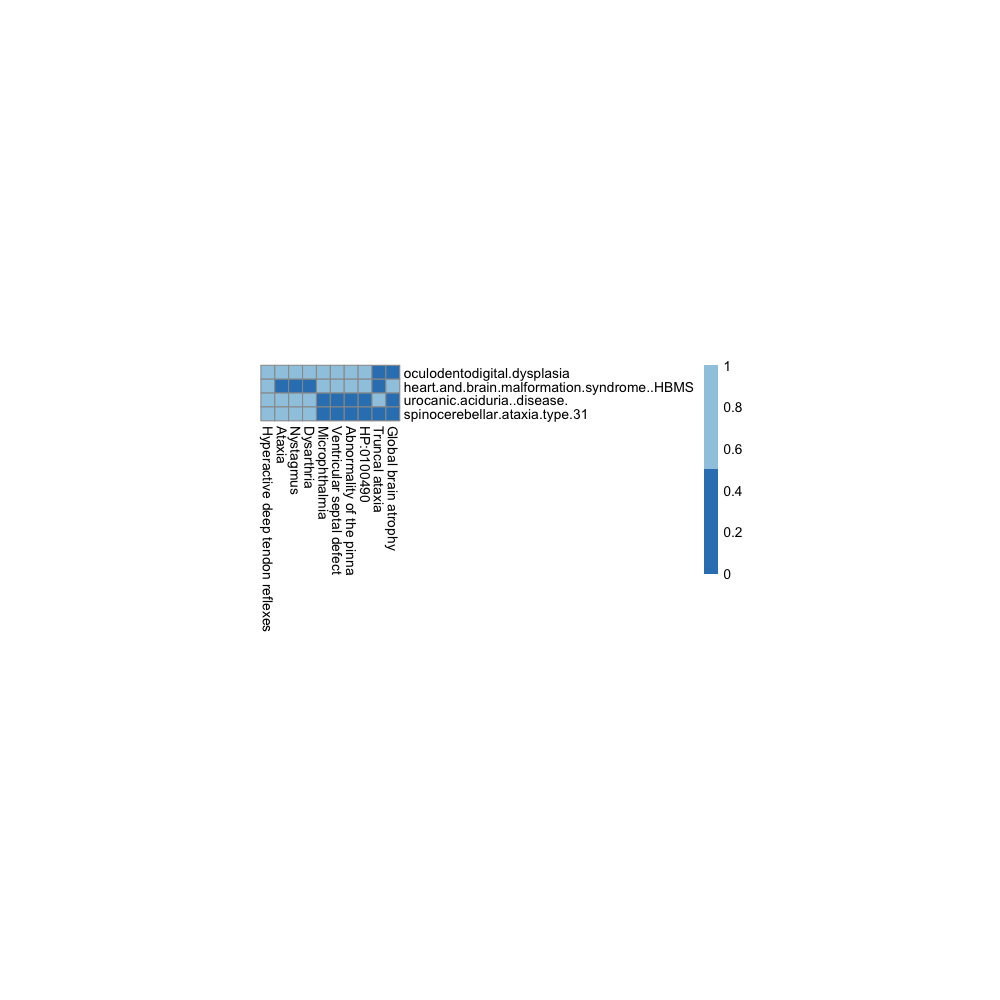 oculodentodigital.dysplasia
heart.and.brain.malformation.syndrome..HBMS
urocanic.aciduria..disease.
spinocerebellar.ataxia.type.31
Hyperactive deep tendon reflexes
Ataxia
Nystagmus
Dysarthria
Microphthalmia
Ventricular septal defect
Abnormality of the pinna
HP:0100490
Truncal ataxia
Global brain atrophy
1
0.8
0.6
0.4
0.2
0